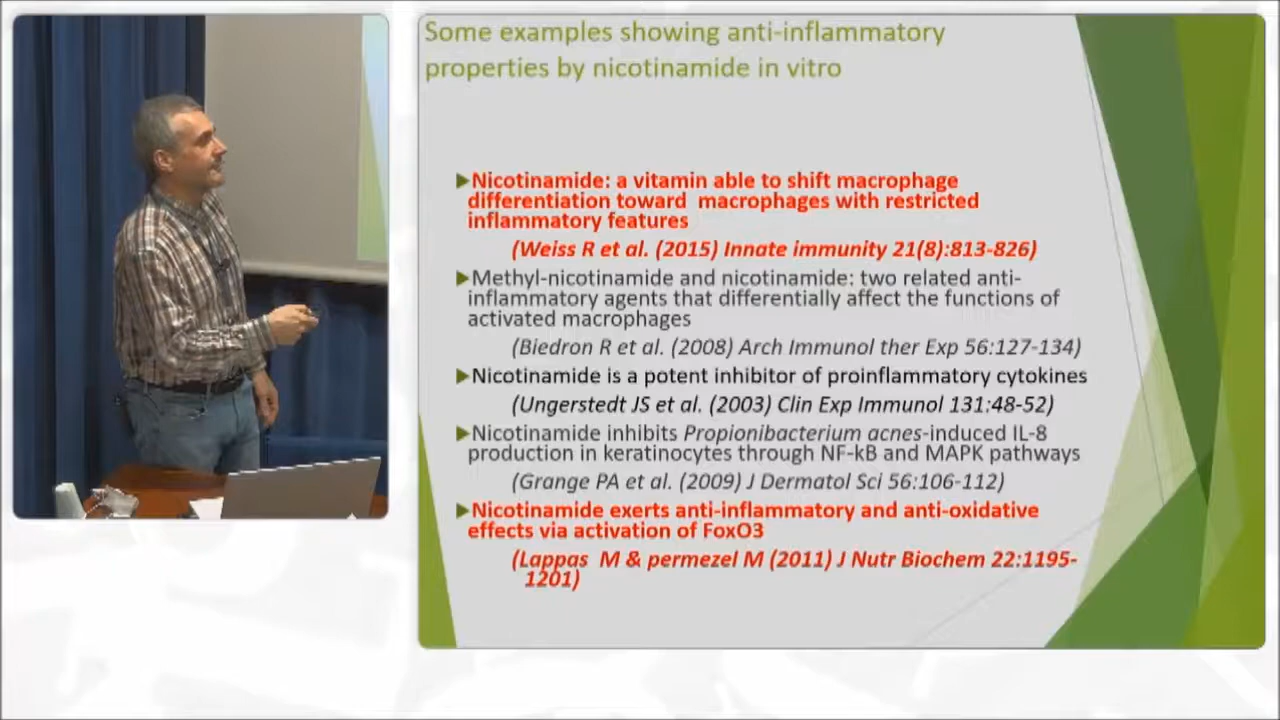 Some examples showing anti-inflammatory
properties by nicotinamide in vitro
Nicotinamide: a vitamin able to shift macrophage
differentiation toward macrophages with restricted
inflammatory features
(Weiss R et al. (2015) Innate immunity 21(8):813-826)
Methyl-nicotinamide and nicotinamide: two related anti-
inflammatory agents that differentially affect the functions of
activated macrophages
(Biedron R et al. (2008) Arch Immunol ther Exp 56:127-134)
Nicotinamide is a potent inhibitor of proinflammatory cytokines
(Ungerstedt JS et al. (2003) Clin Exp Immunol 131:48-52)
Nicotinamide inhibits Propionibacterium acnes-induced IL-8
production in keratinocytes through NF-kB and MAPK pathways
(Grange PA et al. (2009) J Dermatol Sci 56:106-112)
Nicotinamide exerts anti-inflammatory and anti-oxidative
effects via activation of FoxO3
(Lappas M & permezel M (2011) J Nutr Biochem 22:1195-
1201)